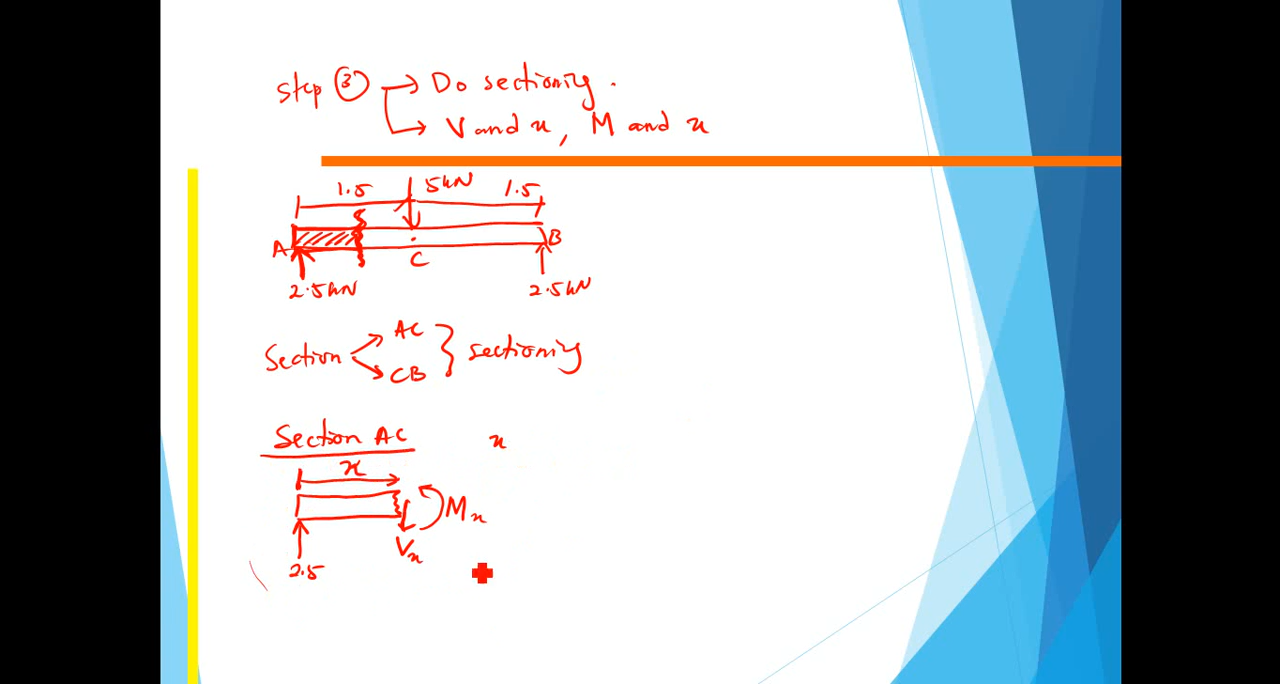 Step ③ → Do sectioning.
→ V and x, M and x
1.5 5kN 1.5
A B
C
2.5kN 2.5kN
Section AC sectioning
CB
Section AC x
x
Mx
Vx
2.5